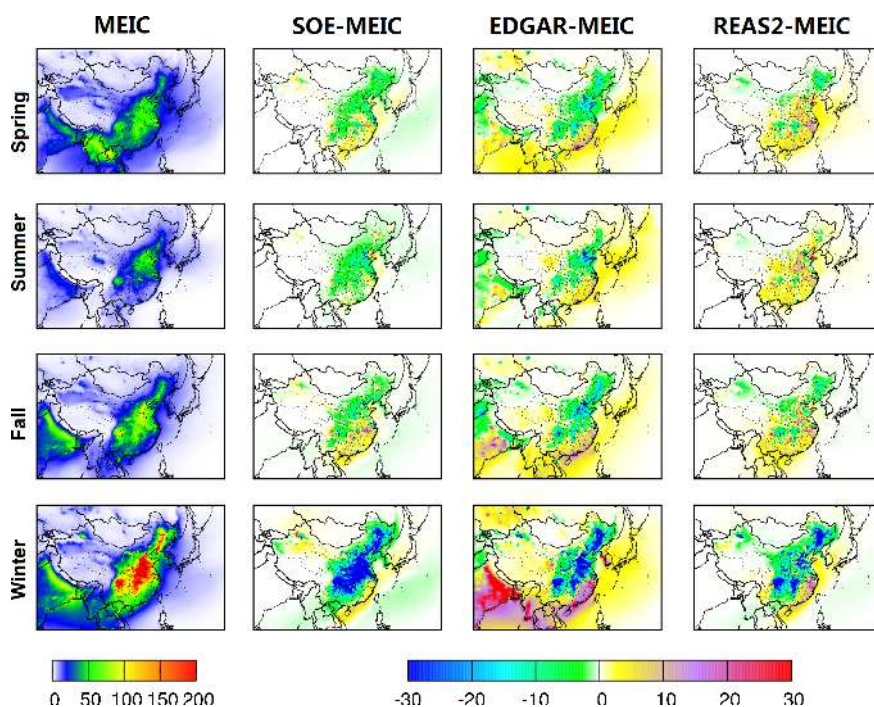 MEIC SOE-MEIC EDGAR-MEIC REAS2-MEIC
Spring
Summer
Fall
Winter
0 50 100 150 200 -30 -20 -10 0 10 20 30